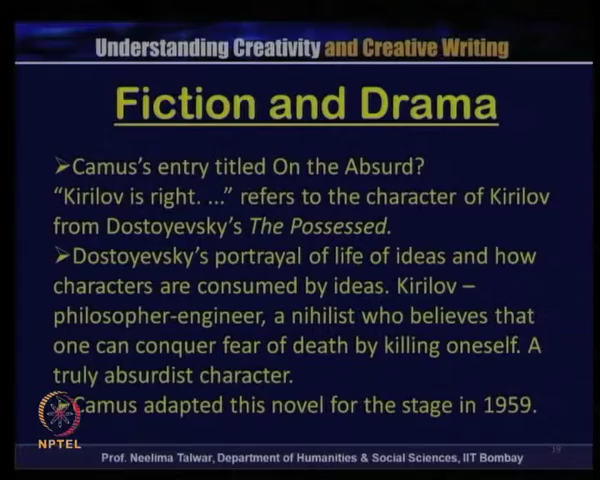 Understanding Creativity and Creative Writing
Fiction and Drama
➢Camus's entry titled On the Absurd?
“Kirilov is right. ...” refers to the character of Kirilov
from Dostoyevsky's The Possessed.
➢Dostoyevsky's portrayal of life of ideas and how
characters are consumed by ideas. Kirilov –
philosopher-engineer, a nihilist who believes that
one can conquer fear of death by killing oneself. A
truly absurdist character.
➢Camus adapted this novel for the stage in 1959.
NPTEL
Prof. Neelima Talwar, Department of Humanities & Social Sciences, IIT Bombay